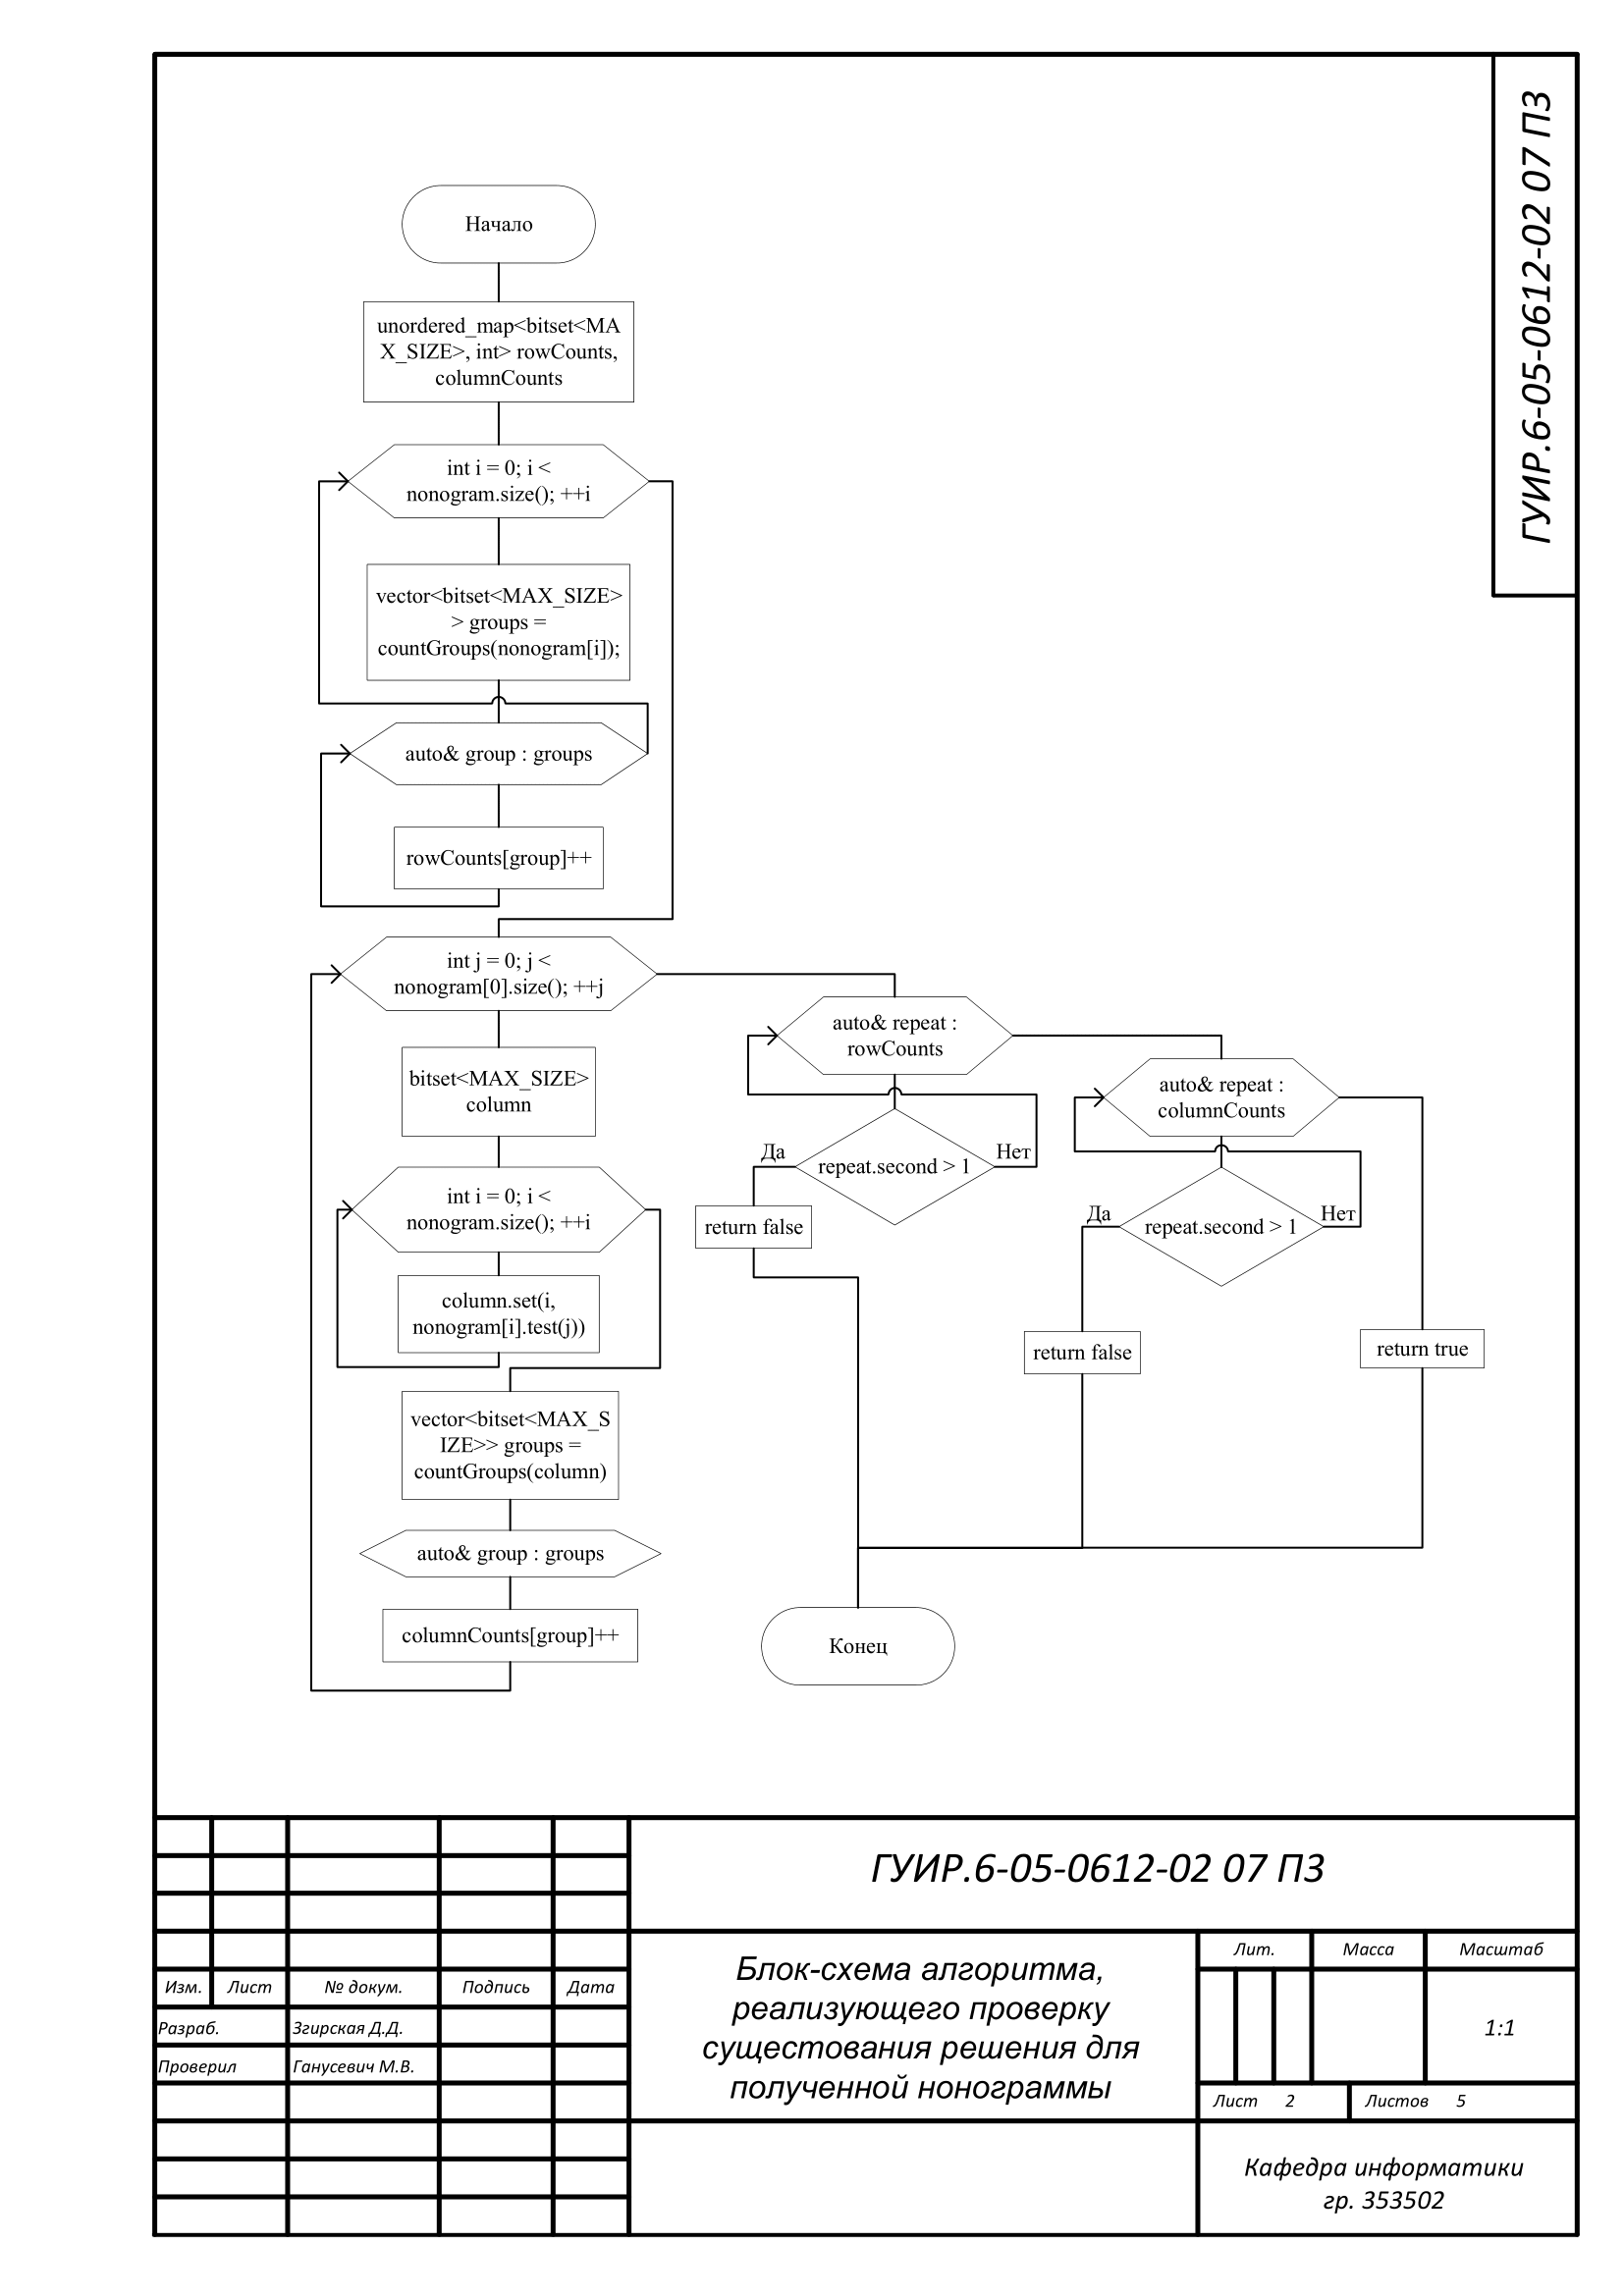 ГУИР.6-05-0612-02 07 ПЗ
Начало
unordered_map<bitset<MA
X_SIZE>, int> rowCounts,
columnCounts
int i = 0; i <
nonogram.size(); ++i
vector<bitset<MAX_SIZE>
> groups =
countGroups(nonogram[i]);
auto& group : groups
rowCounts[group]++
int j = 0; j <
nonogram[0].size(); ++j
bitset<MAX_SIZE>
column
int i = 0; i <
nonogram.size(); ++i
column.set(i,
nonogram[i].test(j))
vector<bitset<MAX_S
IZE>> groups =
countGroups(column)
auto& group : groups
columnCounts[group]++
auto& repeat :
rowCounts
Да
repeat.second > 1
Нет
return false
auto& repeat :
columnCounts
Да
repeat.second > 1
Нет
return false
return true
Конец
ГУИР.6-05-0612-02 07 ПЗ
Изм.
Лист
№ докум.
Подпись
Дата
Разраб.
Згирская Д.Д.
Проверил
Ганусевич М.В.
Блок-схема алгоритма,
реализующего проверку
сущестования решения для
полученной нонограммы
Лит.
Масса
Масштаб
1:1
Лист 2
Листов 5
Кафедра информатики
гр. 353502